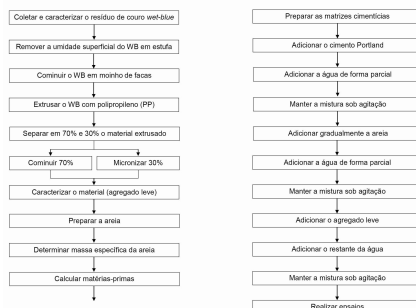 Coletar e caracterizar o resíduo de couro wet-blue
Remover a umidade superficial do WB em estufa
Cominuir o WB em moinho de facas
Extrusar o WB com polipropileno (PP)
Separar em 70% e 30% o material extrusado
Cominuir 70%
Micronizar 30%
Caracterizar o material (agregado leve)
Preparar a areia
Determinar massa específica da areia
Calcular matérias-primas
Preparar as matrizes cimentícias
Adicionar o cimento Portland
Adicionar a água de forma parcial
Manter a mistura sob agitação
Adicionar gradualmente a areia
Adicionar a água de forma parcial
Manter a mistura sob agitação
Adicionar o agregado leve
Adicionar o restante da água
Manter a mistura sob agitação
Realizar ensaios